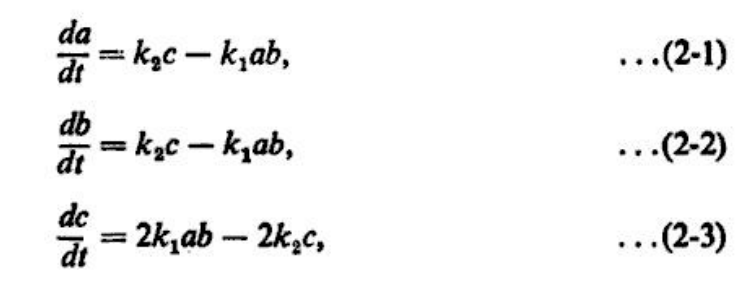 da/dt = k₂c − k₁ab, ...(2-1)
db/dt = k₂c − k₁ab, ...(2-2)
dc/dt = 2k₁ab − 2k₂c, ...(2-3)